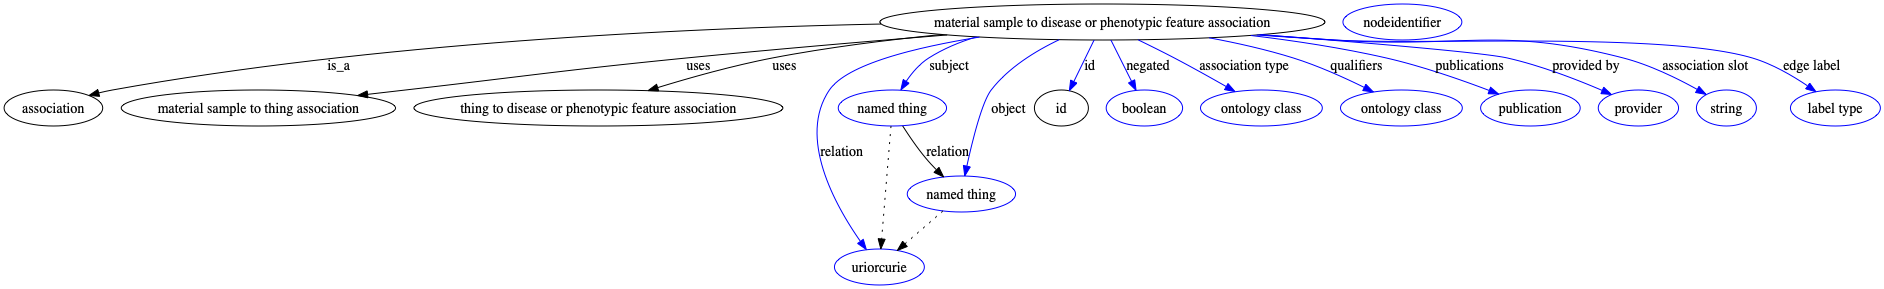 material sample to disease or phenotypic feature association
nodeidentifier
is_a
uses
uses
subject
id
negated
association type
qualifiers
publications
provided by
association slot
edge label
association
material sample to thing association
thing to disease or phenotypic feature association
named thing
object
id
boolean
ontology class
ontology class
publication
provider
string
label type
relation
relation
named thing
uriorcurie